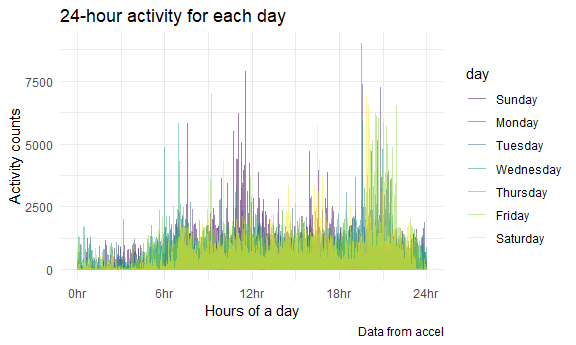 24-hour activity for each day
7500
5000
2500
0
Activity counts
0hr 6hr 12hr 18hr 24hr
Hours of a day
day
Sunday
Monday
Tuesday
Wednesday
Thursday
Friday
Saturday
Data from accel